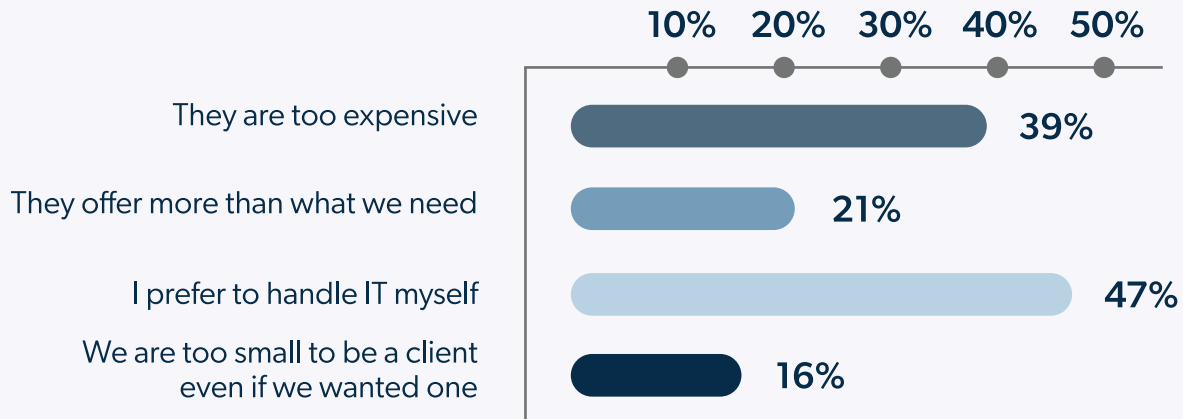 10% 20% 30% 40% 50%
They are too expensive 39%
They offer more than what we need 21%
I prefer to handle IT myself 47%
We are too small to be a client
even if we wanted one 16%